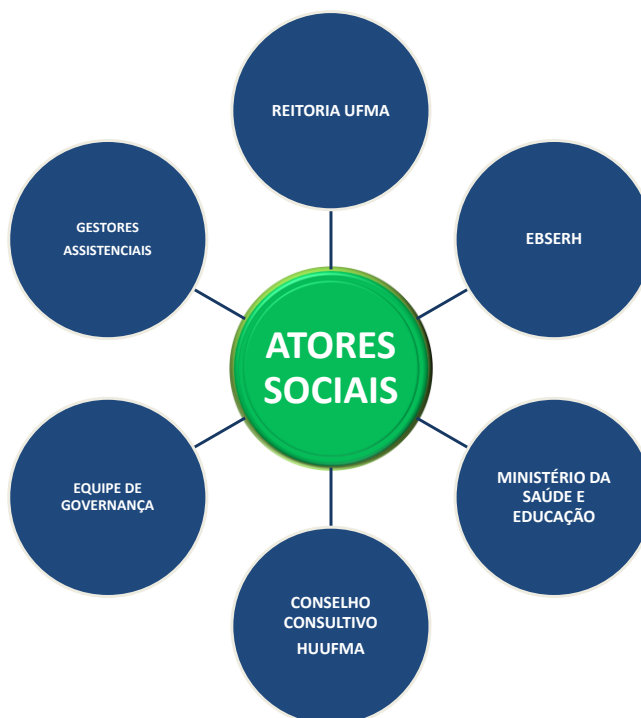 REITORIA UFMA
GESTORES
ASSISTENCIAIS
EBSERH
ATORES
SOCIAIS
EQUIPE DE
GOVERNANÇA
MINISTÉRIO DA
SAÚDE E
EDUCAÇÃO
CONSELHO
CONSULTIVO
HUUFMA